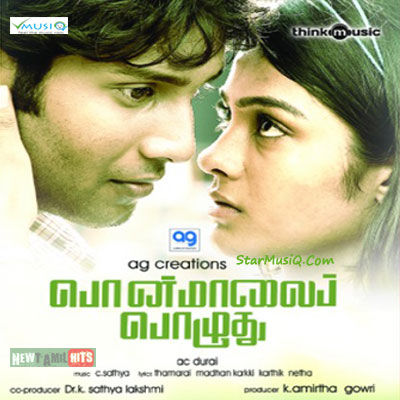 VMUSIQ
think music
ag
StarMusiQ.Com
ag creations
பொன்மாலைப்
பொழுது
NEW TAMIL HITS
ac durai
music c.sathya lyrics thamarai madhan karkki karthik netha
co-producer Dr.k. sathya lakshmi producer k.amirtha gowri